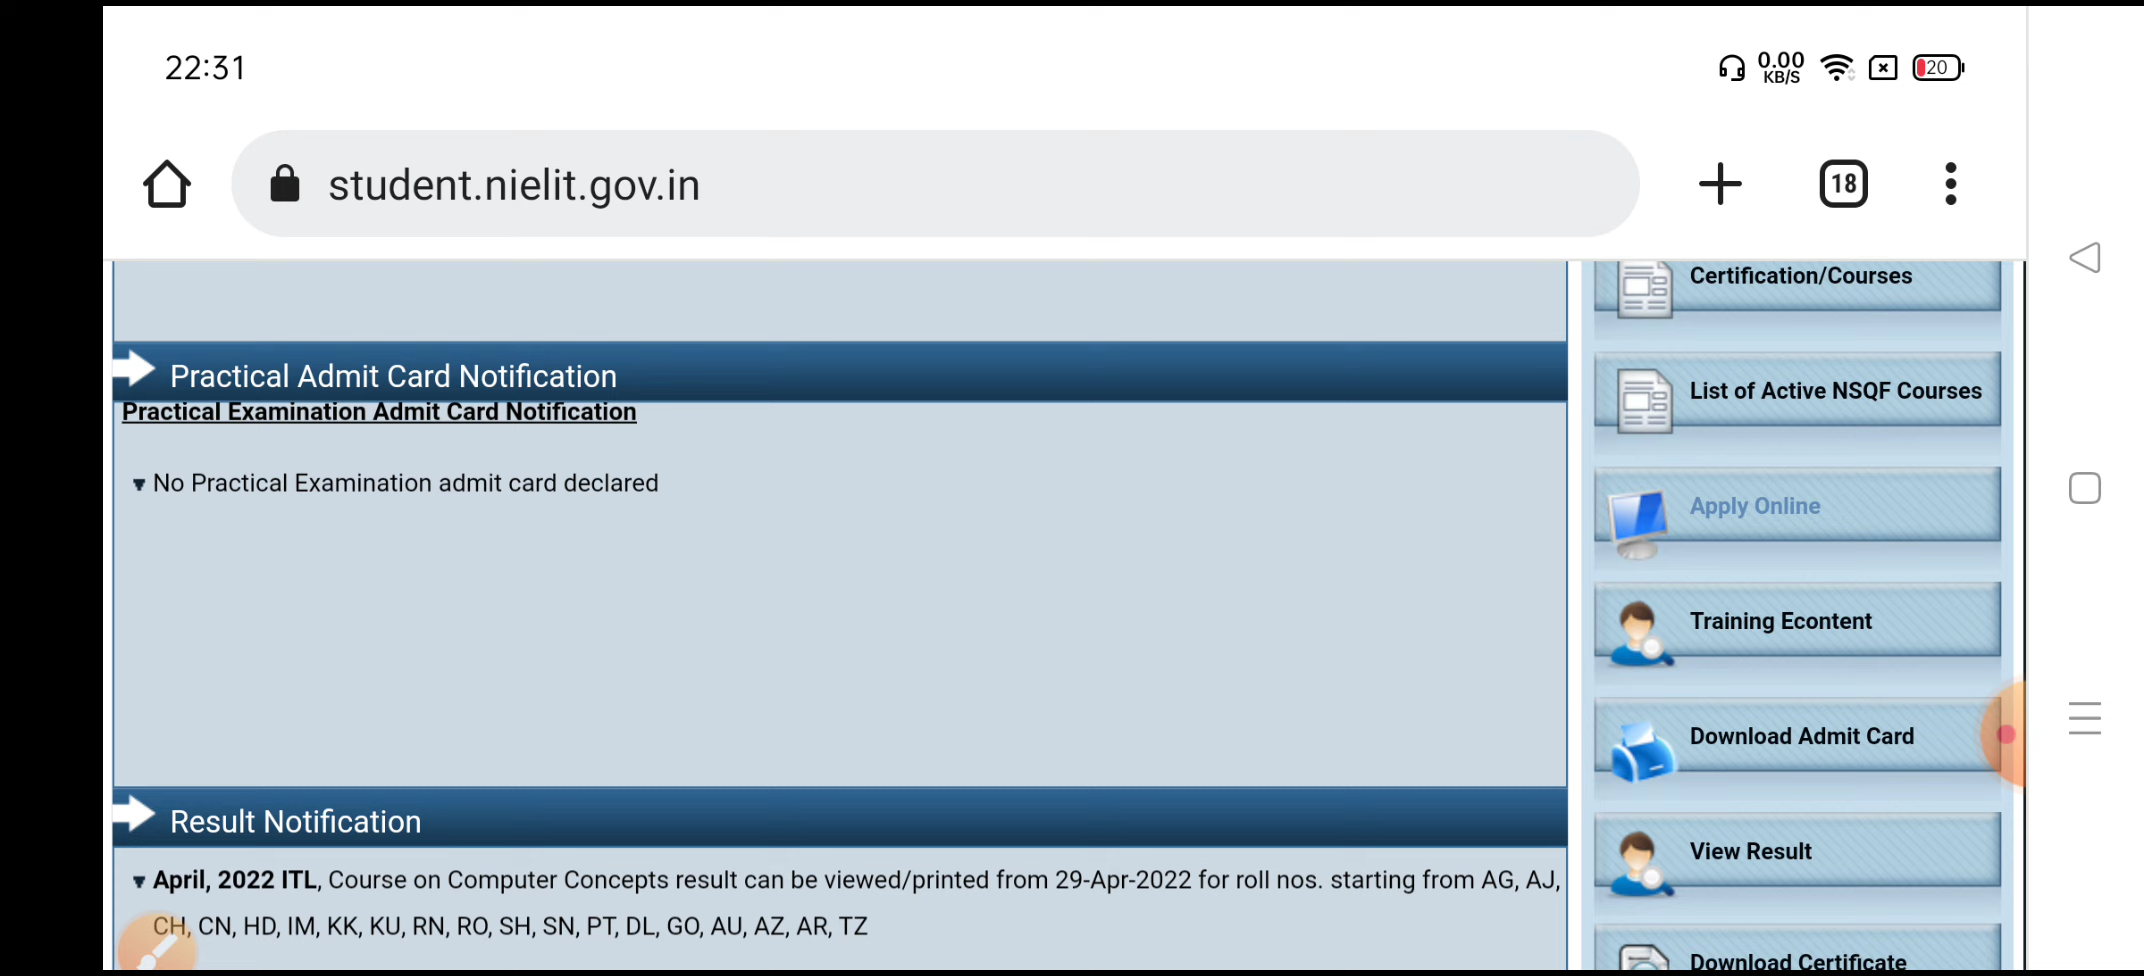 22:31
0.00
KB/S
20
student.nielit.gov.in
18
Certification/Courses
Practical Admit Card Notification
List of Active NSQF Courses
Practical Examination Admit Card Notification
No Practical Examination admit card declared
Apply Online
Training Econtent
Download Admit Card
Result Notification
View Result
April, 2022 ITL, Course on Computer Concepts result can be viewed/printed from 29-Apr-2022 for roll nos. starting from AG, AJ,
CH, CN, HD, IM, KK, KU, RN, RO, SH, SN, PT, DL, GO, AU, AZ, AR, TZ
Download Certificate